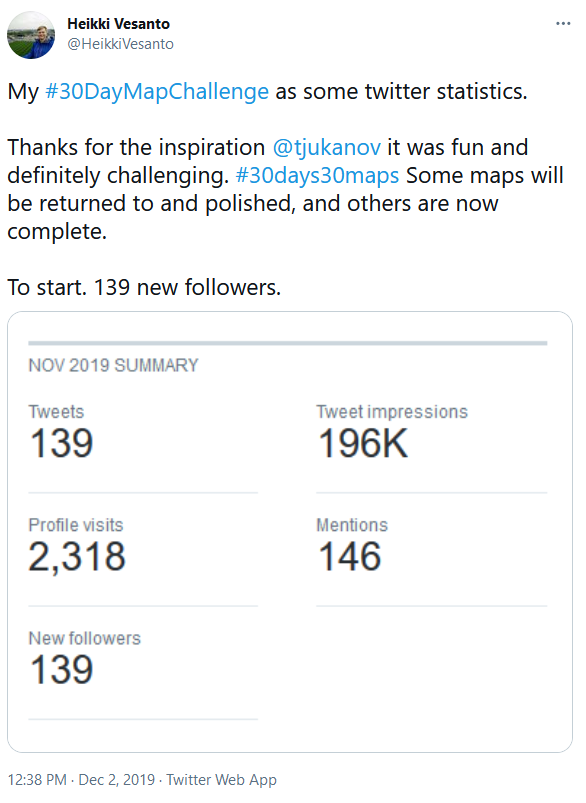 Heikki Vesanto
@HeikkiVesanto
My #30DayMapChallenge as some twitter statistics.
Thanks for the inspiration @tjukanov it was fun and
definitely challenging. #30days30maps Some maps will
be returned to and polished, and others are now
complete.
To start. 139 new followers.
NOV 2019 SUMMARY
Tweets
139
Tweet impressions
196K
Profile visits
2,318
Mentions
146
New followers
139
12:38 PM · Dec 2, 2019 · Twitter Web App